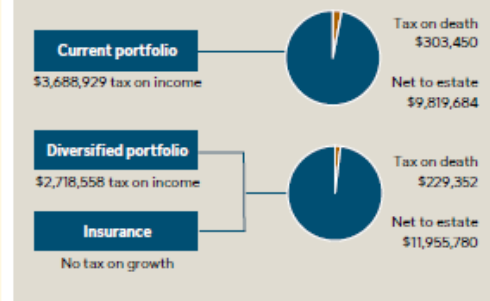 Current portfolio
$3,688,929 tax on income
Tax on death
$303,450
Net to estate
$9,819,684
Diversified portfolio
$2,718,558 tax on income
Insurance
No tax on growth
Tax on death
$229,352
Net to estate
$11,955,780